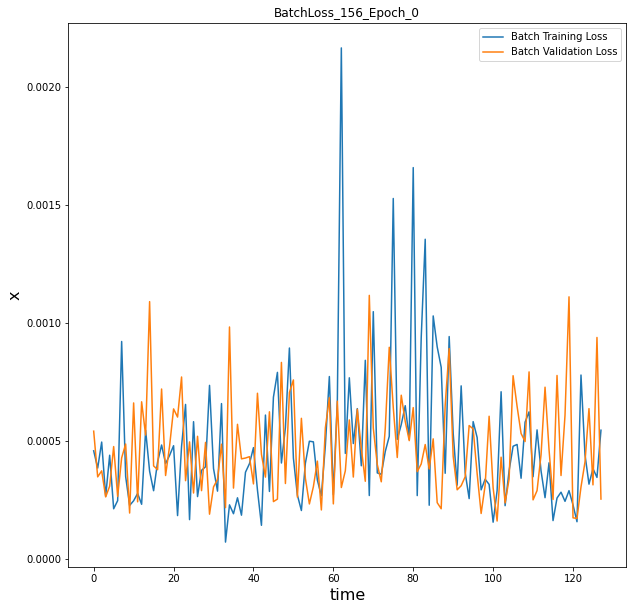 BatchLoss_156_Epoch_0
Batch Training Loss
Batch Validation Loss
0.0020
0.0015
0.0010
0.0005
0.0000
x
0 20 40 60 80 100 120
time